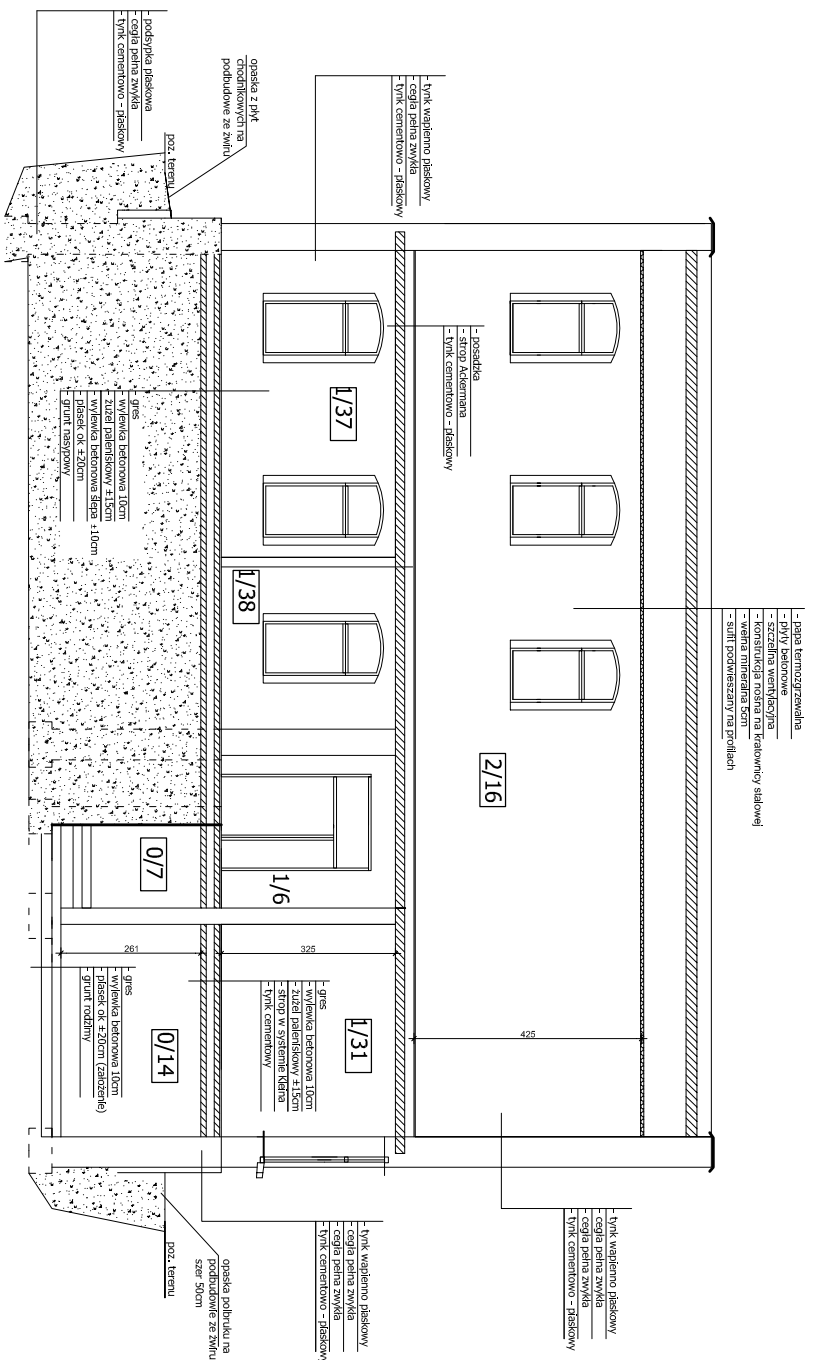 - papa termozgrzewalna
- płyty betonowe
- szczelina wentylacyjna
- konstrukcja nośna na kratownicy stalowej
- wełna mineralna 5cm
- sufit podwieszany na profilach
- tynk wapienno piaskowy
- cegła pełna zwykła
- tynk cementowo - piaskowy
- posadzka
- strop Ackermana
- tynk cementowo - piaskowy
opaska z płyt
chodnikowych na
podbudowe ze żwiru
poz. terenu
- podsypka piaskowa
- cegła pełna zwykła
- tynk cementowo - piaskowy
1/37
1/38
2/16
1/6
1/31
0/7
0/14
425
325
261
- gres
- wylewka betonowa 10cm
- żużel paleniskowy ±15cm
- wylewka betonowa ślepa ±10cm
- piasek ok ±20cm
- grunt nasypowy
- gres
- wylewka betonowa 10cm
- żużel paleniskowy ±15cm
- strop w systemie Kleina
- tynk cementowy
- gres
- wylewka betonowa 10cm
- piasek ok ±20cm (założenie)
- grunt rodzimy
- tynk wapienno piaskowy
- cegła pełna zwykła
- cegła pełna zwykła
- tynk cementowo - piaskowy
- tynk wapienno piaskowy
- cegła pełna zwykła
- cegła pełna zwykła
- tynk cementowo - piaskowy
opaska polbruku na
podbudowie ze żwiru
szer 50cm
poz. terenu